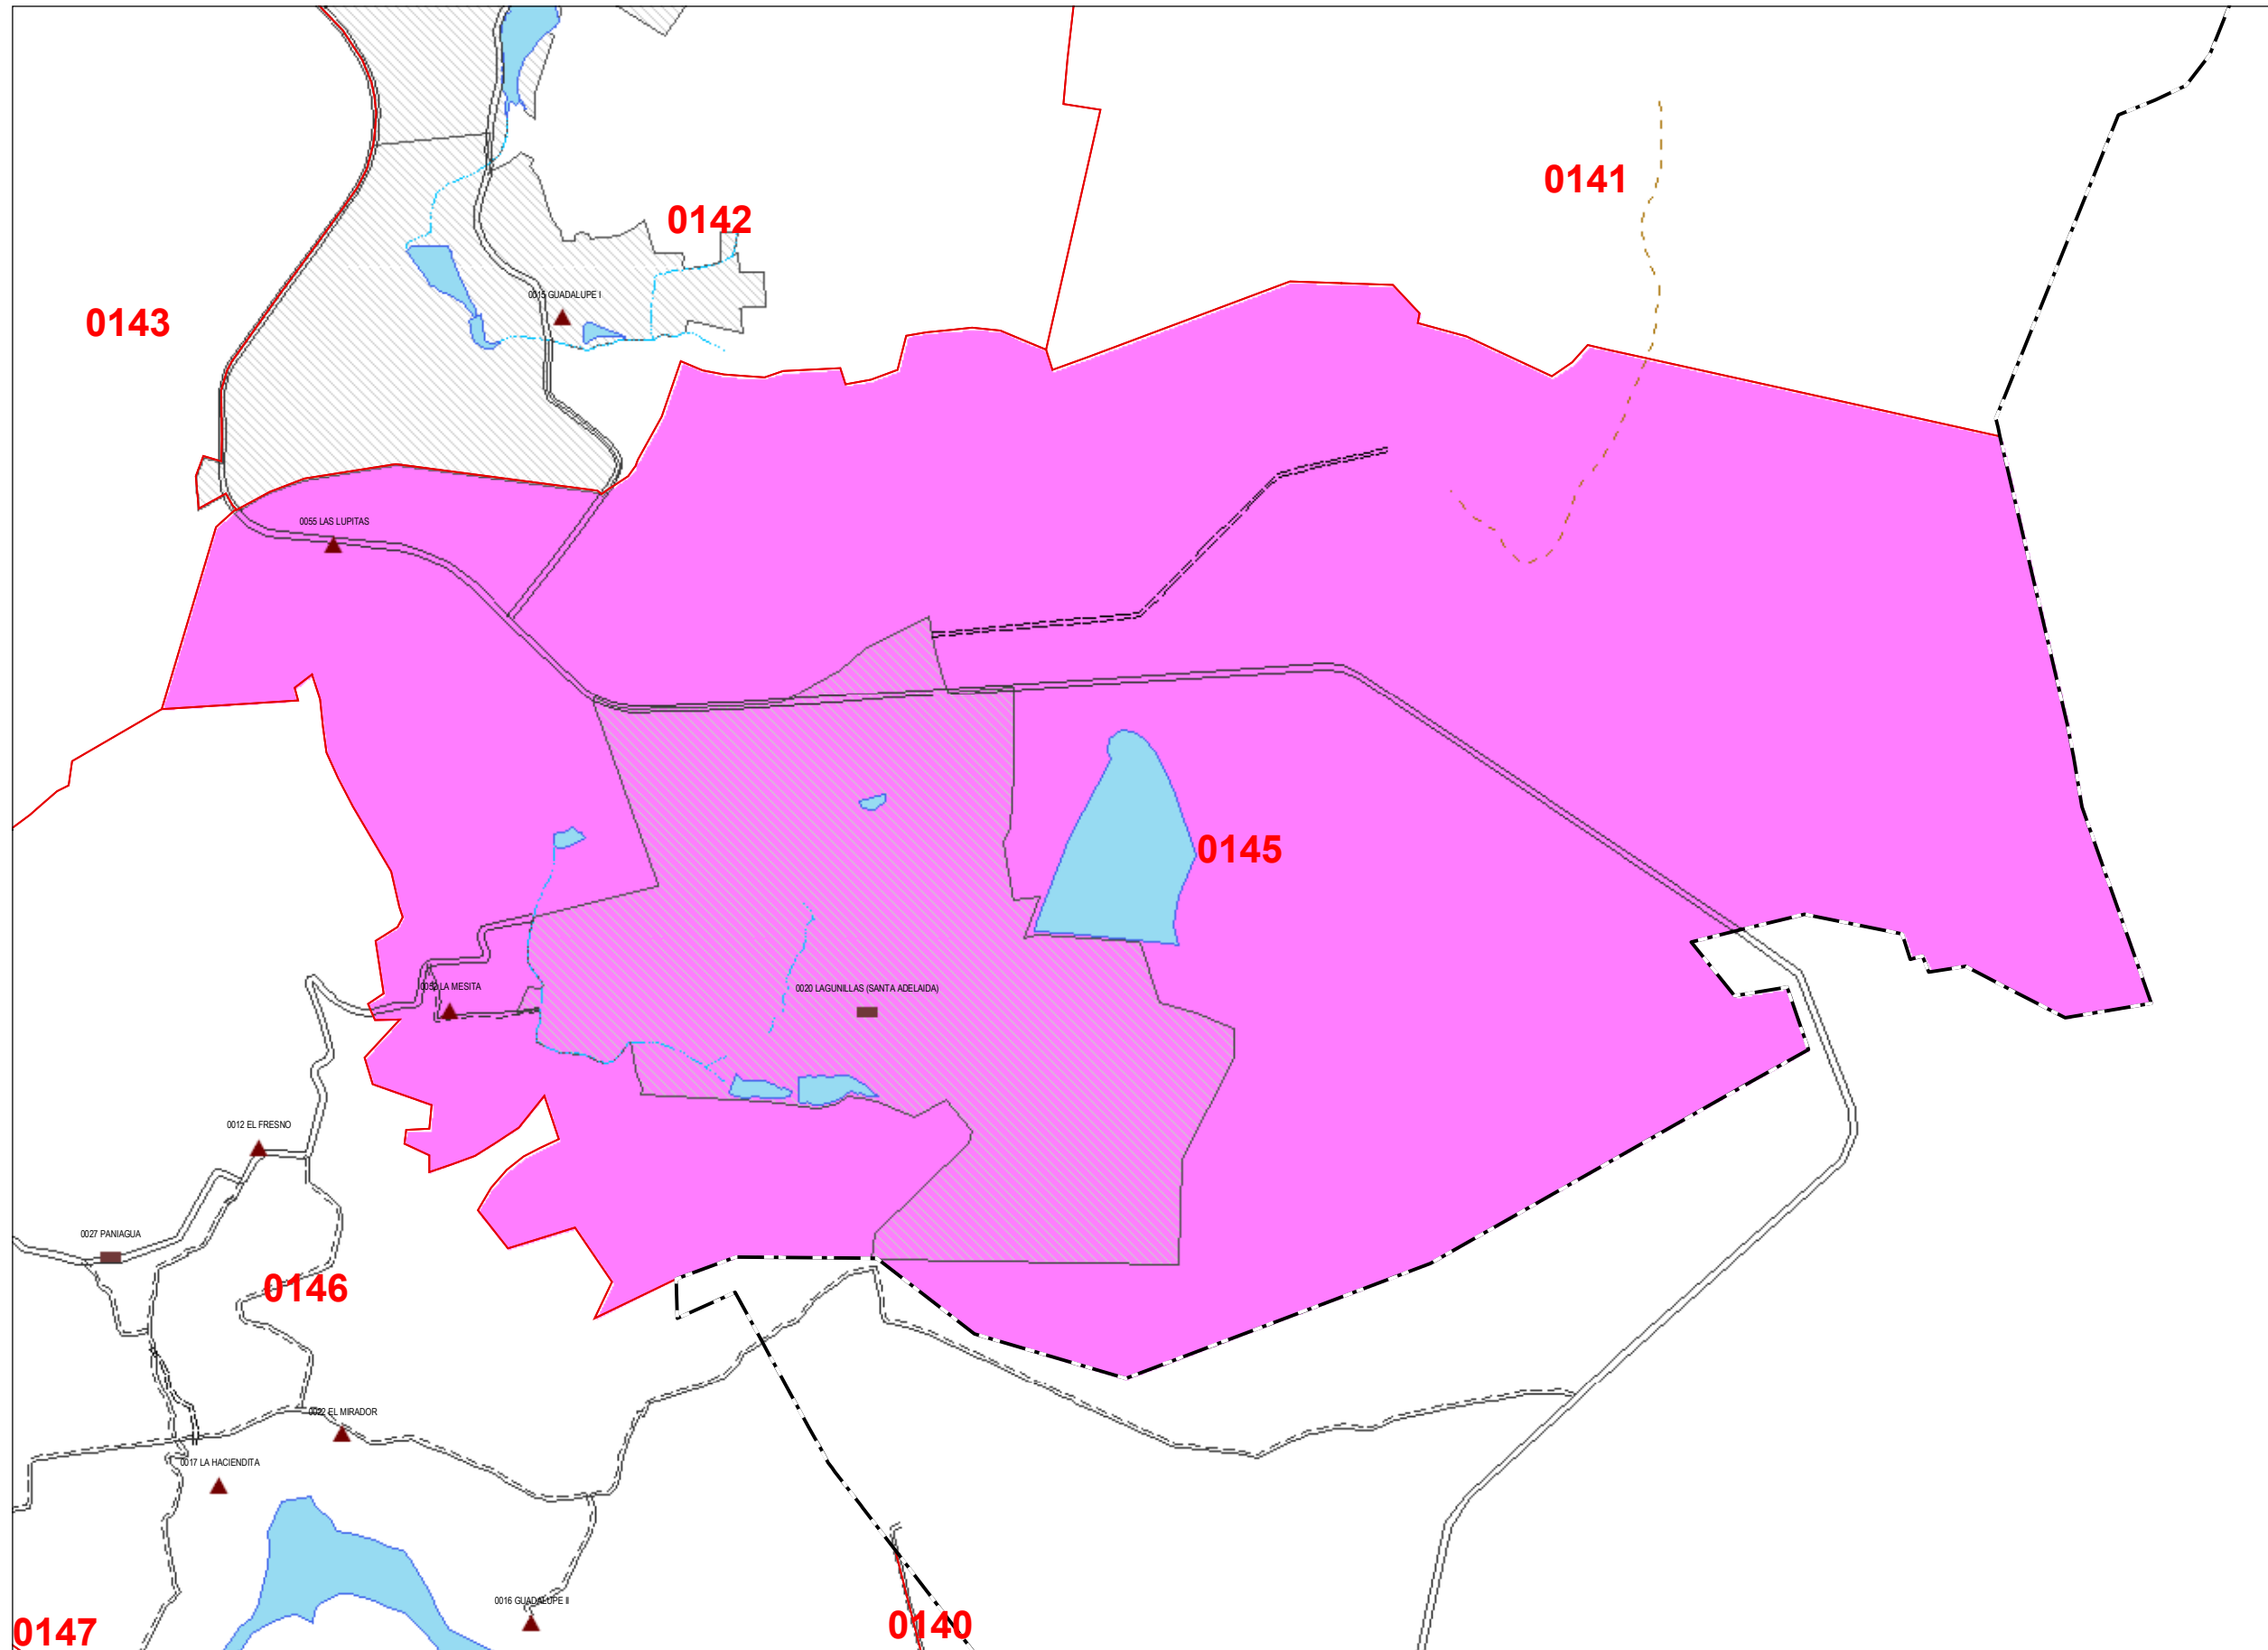 0141
0142
0015 GUADALUPE I
0143
0055 LAS LUPITAS
0145
0052 LA MESITA
0020 LAGUNILLAS (SANTA ADELAIDA)
0012 EL FRESNO
0027 PANIAGUA
0146
0022 EL MIRADOR
0017 LA HACIENDITA
0016 GUADALUPE II
0147
0140